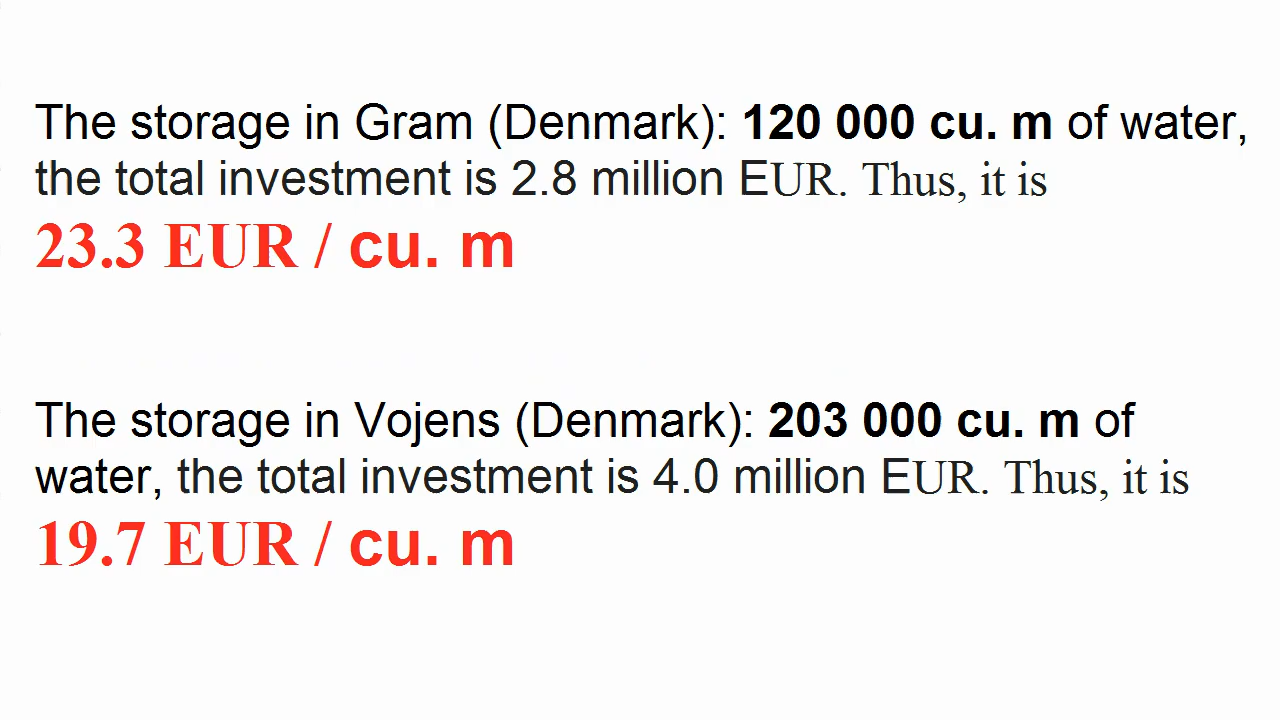 The storage in Gram (Denmark): 120 000 cu. m of water,
the total investment is 2.8 million EUR. Thus, it is
23.3 EUR / cu. m
The storage in Vojens (Denmark): 203 000 cu. m of
water, the total investment is 4.0 million EUR. Thus, it is
19.7 EUR / cu. m